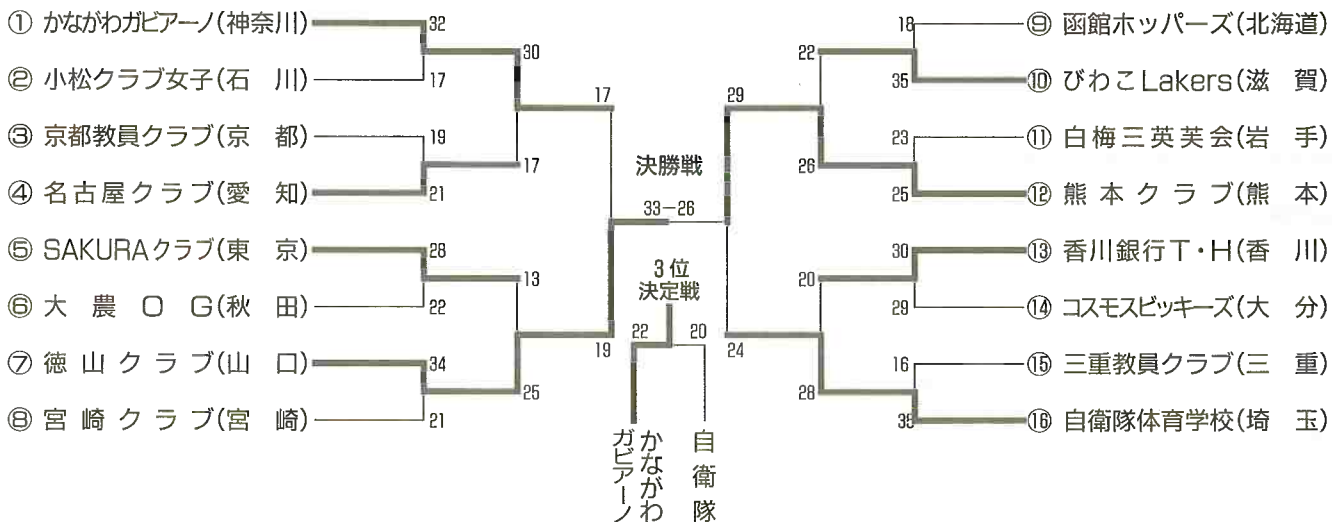 ① かながわガビアーノ(神奈川)
32
30
② 小松クラブ女子(石 川)
17
17
③ 京都教員クラブ(京 都)
19
17
④ 名古屋クラブ(愛 知)
21
⑤ SAKURAクラブ(東 京)
28
13
⑥ 大 農 O G(秋 田)
22
19
⑦ 徳 山 ク ラ ブ(山 口)
34
25
⑧ 宮 崎 ク ラ ブ(宮 崎)
21
決勝戦
33-26
3位
決定戦
22
20
かながわ
ガビアーノ
自衛隊
18
⑨ 函館ホッパーズ(北海道)
22
35
⑩ びわこLakers(滋 賀)
29
23
⑪ 白梅三英芙会(岩 手)
26
25
⑫ 熊 本 ク ラ ブ(熊 本)
30
⑬ 香川銀行T・H(香 川)
20
29
⑭ コスモスビッキーズ(大 分)
24
16
⑮ 三重教員クラブ(三 重)
28
⑯ 自衛隊体育学校(埼 玉)